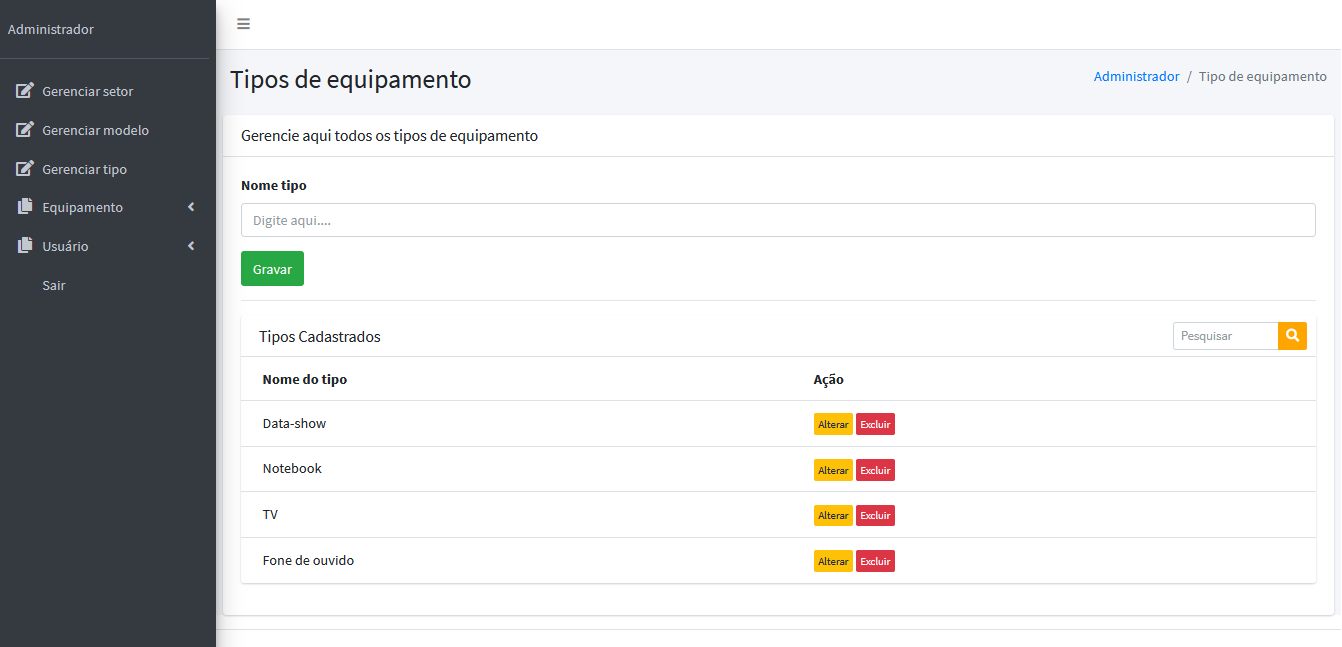 Administrador
Gerenciar setor
Gerenciar modelo
Gerenciar tipo
Equipamento
Usuário
Sair
Tipos de equipamento
Administrador / Tipo de equipamento
Gerencie aqui todos os tipos de equipamento
Nome tipo
Digite aqui....
Gravar
Tipos Cadastrados
Pesquisar
Nome do tipo Ação
Data-show Alterar Excluir
Notebook Alterar Excluir
TV Alterar Excluir
Fone de ouvido Alterar Excluir